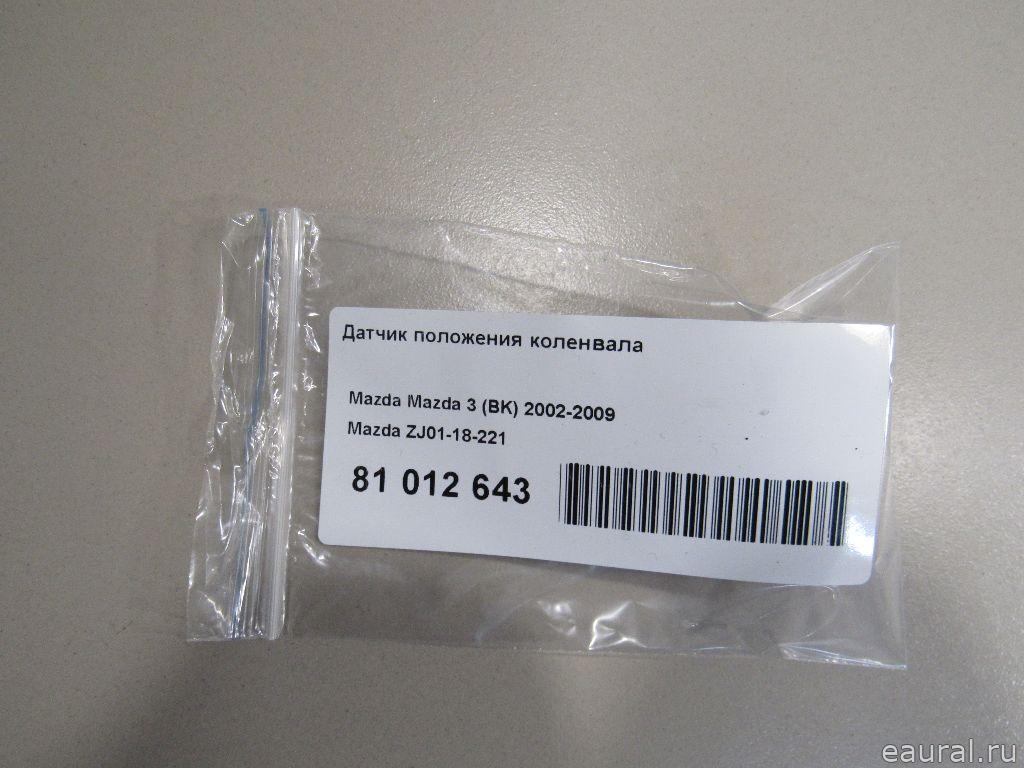 Датчик положения коленвала
Mazda Mazda 3 (BK) 2002-2009
Mazda ZJ01-18-221
81 012 643
eaural.ru